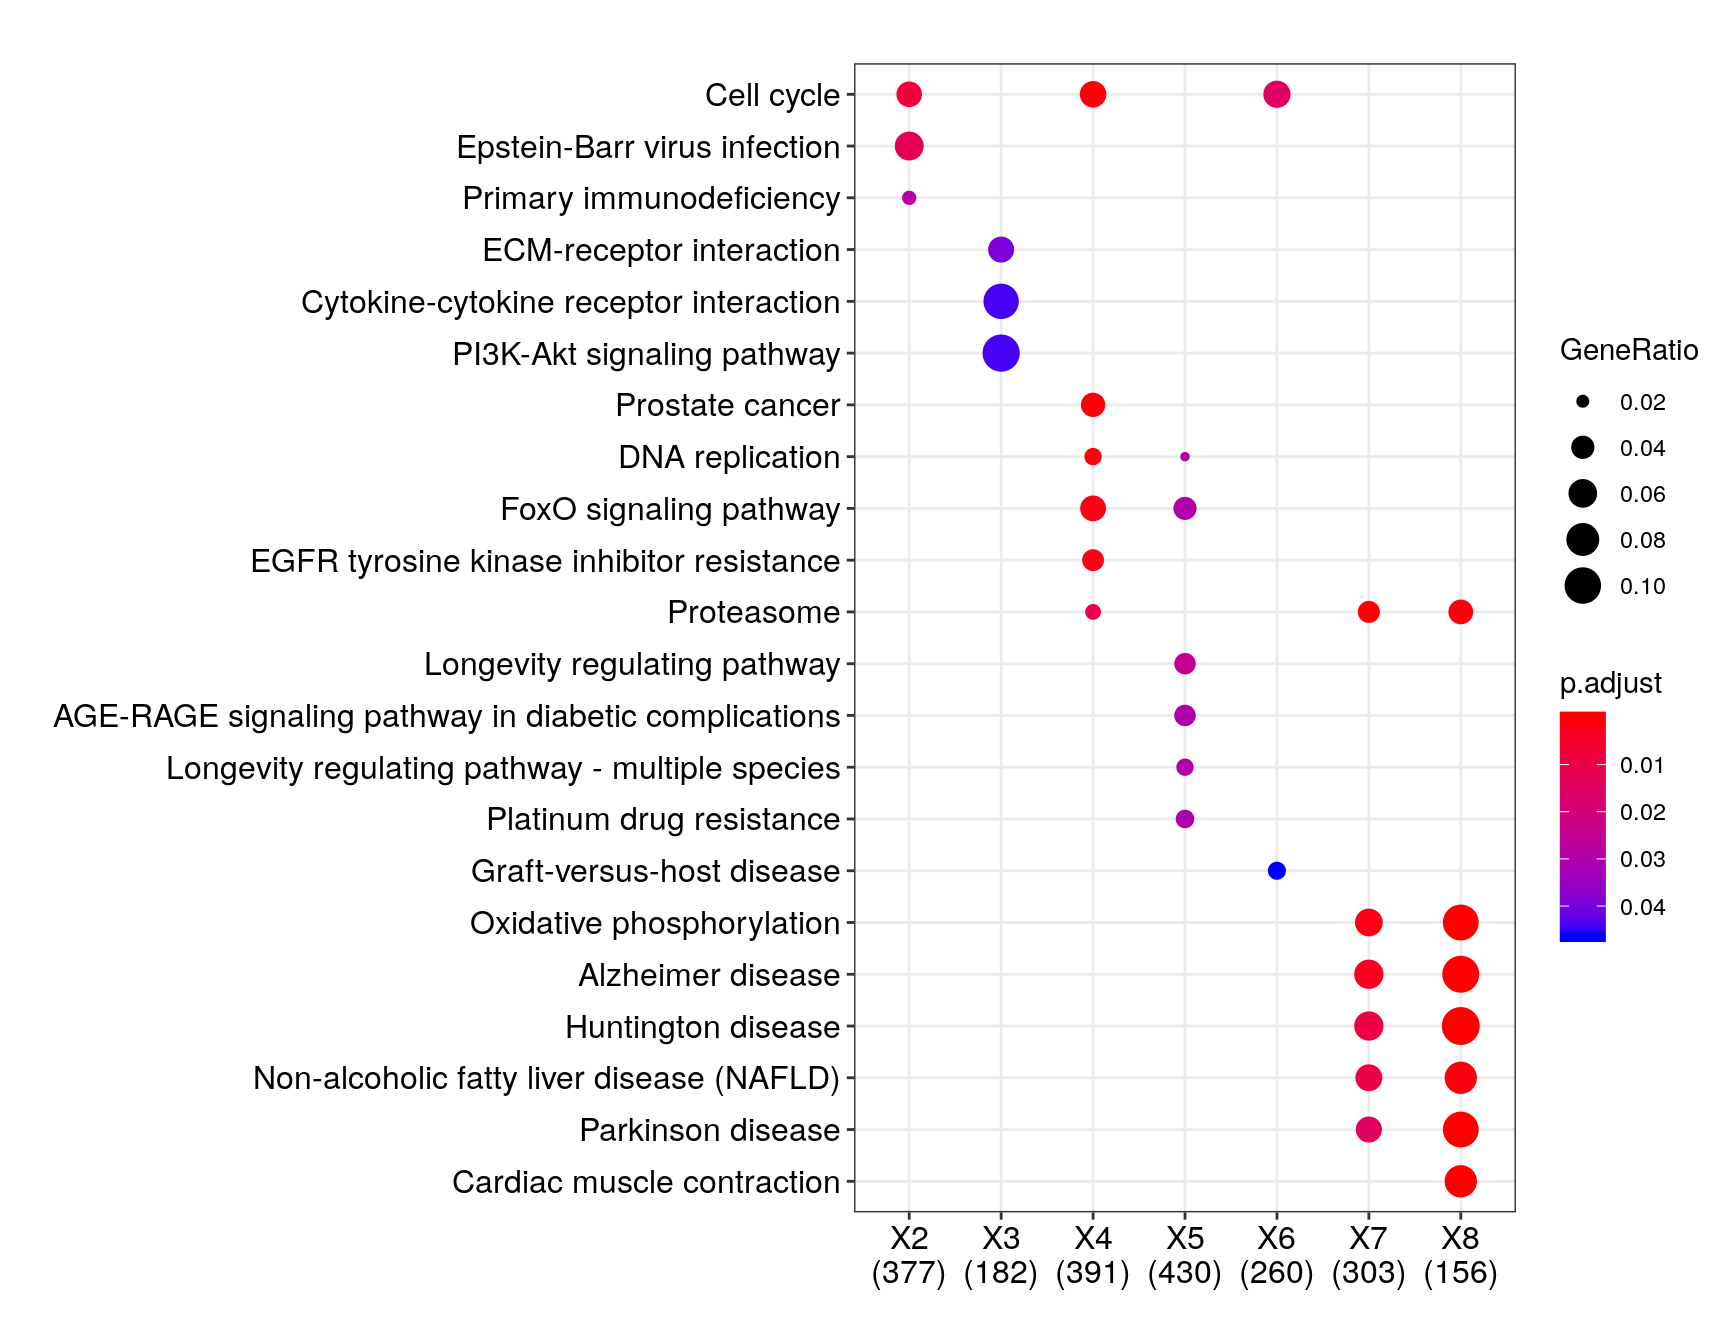 Cell cycle
Epstein-Barr virus infection
Primary immunodeficiency
ECM-receptor interaction
Cytokine-cytokine receptor interaction
PI3K-Akt signaling pathway
Prostate cancer
DNA replication
FoxO signaling pathway
EGFR tyrosine kinase inhibitor resistance
Proteasome
Longevity regulating pathway
AGE-RAGE signaling pathway in diabetic complications
Longevity regulating pathway - multiple species
Platinum drug resistance
Graft-versus-host disease
Oxidative phosphorylation
Alzheimer disease
Huntington disease
Non-alcoholic fatty liver disease (NAFLD)
Parkinson disease
Cardiac muscle contraction
X2 X3 X4 X5 X6 X7 X8
(377) (182) (391) (430) (260) (303) (156)
GeneRatio
0.02
0.04
0.06
0.08
0.10
p.adjust
0.01
0.02
0.03
0.04